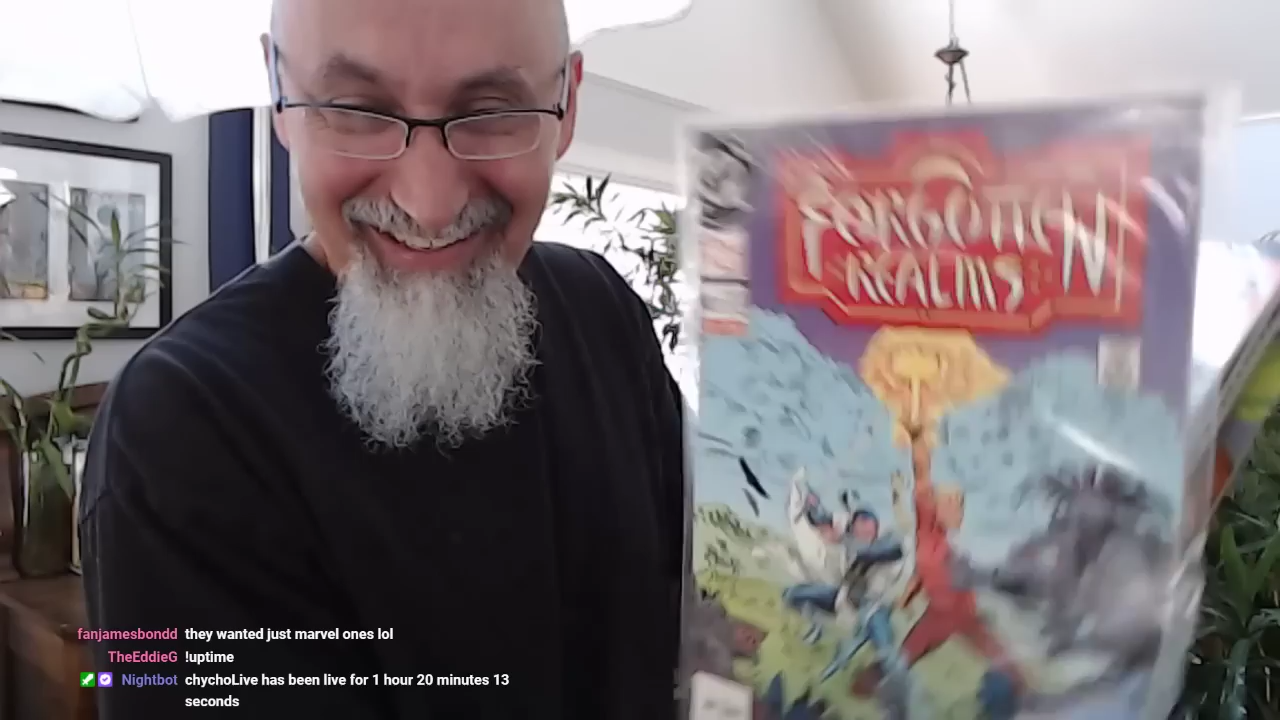 FORGOTTEN
REALMS
fanjamesbondd they wanted just marvel ones lol
TheEddieG !uptime
Nightbot chychoLive has been live for 1 hour 20 minutes 13
seconds